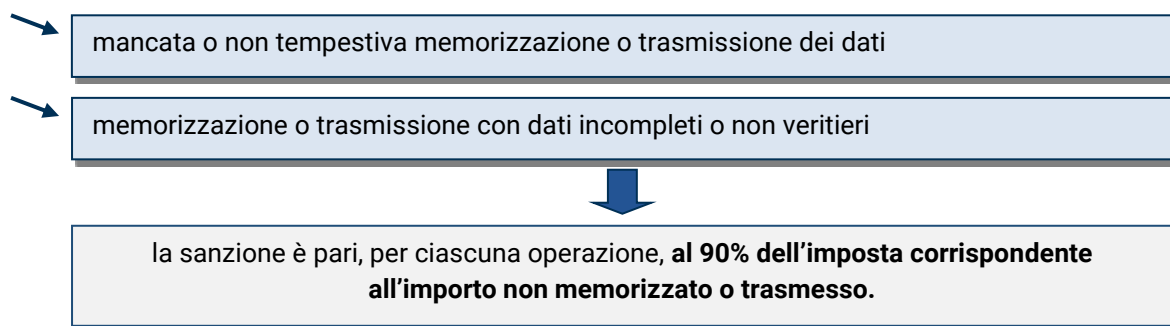 mancata o non tempestiva memorizzazione o trasmissione dei dati
memorizzazione o trasmissione con dati incompleti o non veritieri
la sanzione è pari, per ciascuna operazione, al 90% dell’imposta corrispondente
all’importo non memorizzato o trasmesso.